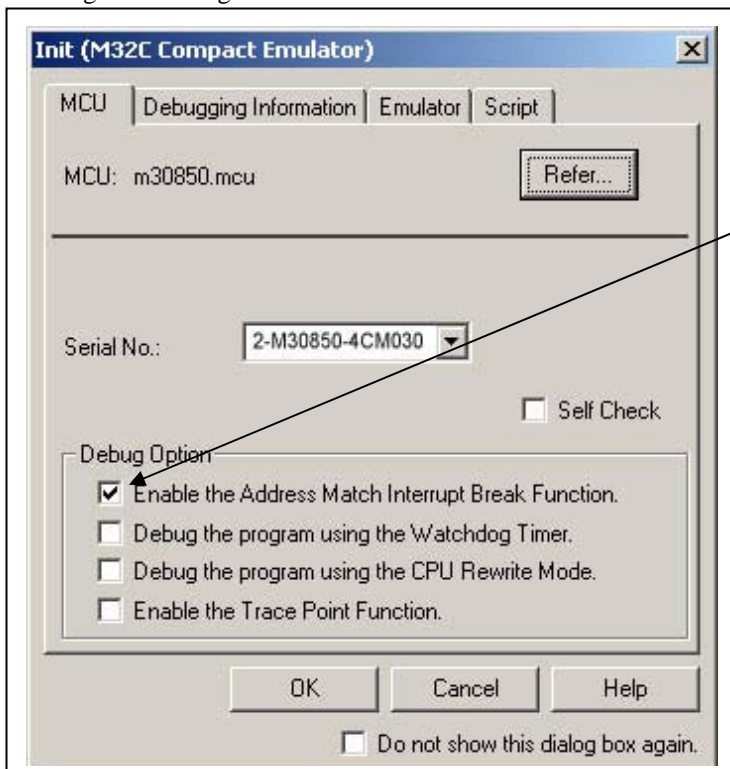 Init (M32C Compact Emulator)
MCU Debugging Information Emulator Script
MCU: m30850.mcu Refer...
Serial No.: 2-M30850-4CM030
Self Check
Debug Option
Enable the Address Match Interrupt Break Function.
Debug the program using the Watchdog Timer.
Debug the program using the CPU Rewrite Mode.
Enable the Trace Point Function.
OK Cancel Help
Do not show this dialog box again.